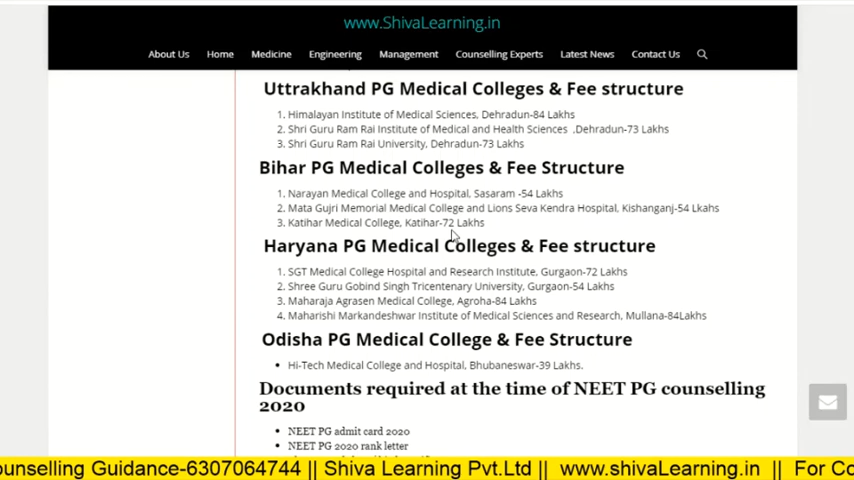 www.ShivaLearning.in
About Us Home Medicine Engineering Management Counselling Experts Latest News Contact Us
Uttrakhand PG Medical Colleges & Fee structure
1. Himalayan Institute of Medical Sciences, Dehradun-84 Lakhs
2. Shri Guru Ram Rai Institute of Medical and Health Sciences ,Dehradun-73 Lakhs
3. Shri Guru Ram Rai University, Dehradun-73 Lakhs
Bihar PG Medical Colleges & Fee Structure
1. Narayan Medical College and Hospital, Sasaram -54 Lakhs
2. Mata Gujri Memorial Medical College and Lions Seva Kendra Hospital, Kishanganj-54 Lkahs
3. Katihar Medical College, Katihar-72 Lakhs
Haryana PG Medical Colleges & Fee structure
1. SGT Medical College Hospital and Research Institute, Gurgaon-72 Lakhs
2. Shree Guru Gobind Singh Tricentenary University, Gurgaon-54 Lakhs
3. Maharaja Agrasen Medical College, Agroha-84 Lakhs
4. Maharishi Markandeshwar Institute of Medical Sciences and Research, Mullana-84Lakhs
Odisha PG Medical College & Fee Structure
• Hi-Tech Medical College and Hospital, Bhubaneswar-39 Lakhs.
Documents required at the time of NEET PG counselling
2020
• NEET PG admit card 2020
• NEET PG 2020 rank letter
ounselling Guidance-6307064744 || Shiva Learning Pvt.Ltd || www.shivaLearning.in || For Co